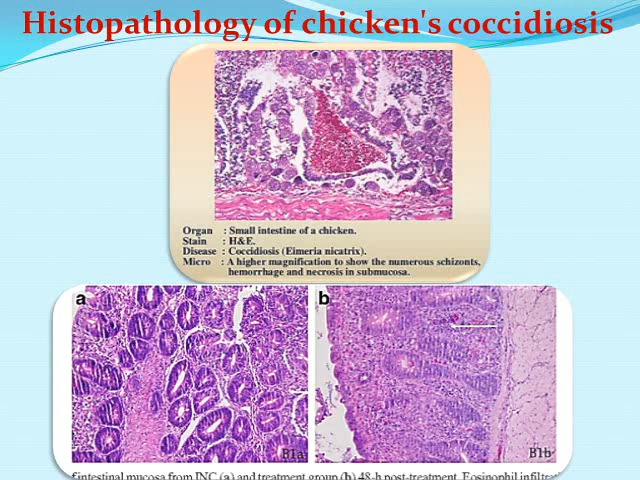 Histopathology of chicken's coccidiosis
Organ : Small intestine of a chicken.
Stain : H&E.
Disease : Coccidiosis (Eimeria nicatrix).
Micro : A higher magnification to show the numerous schizonts,
hemorrhage and necrosis in submucosa.
a
b
B1a
B1b
f intestinal mucosa from INC (a) and treatment group (b) 48-h post-treatment. Eosinophil